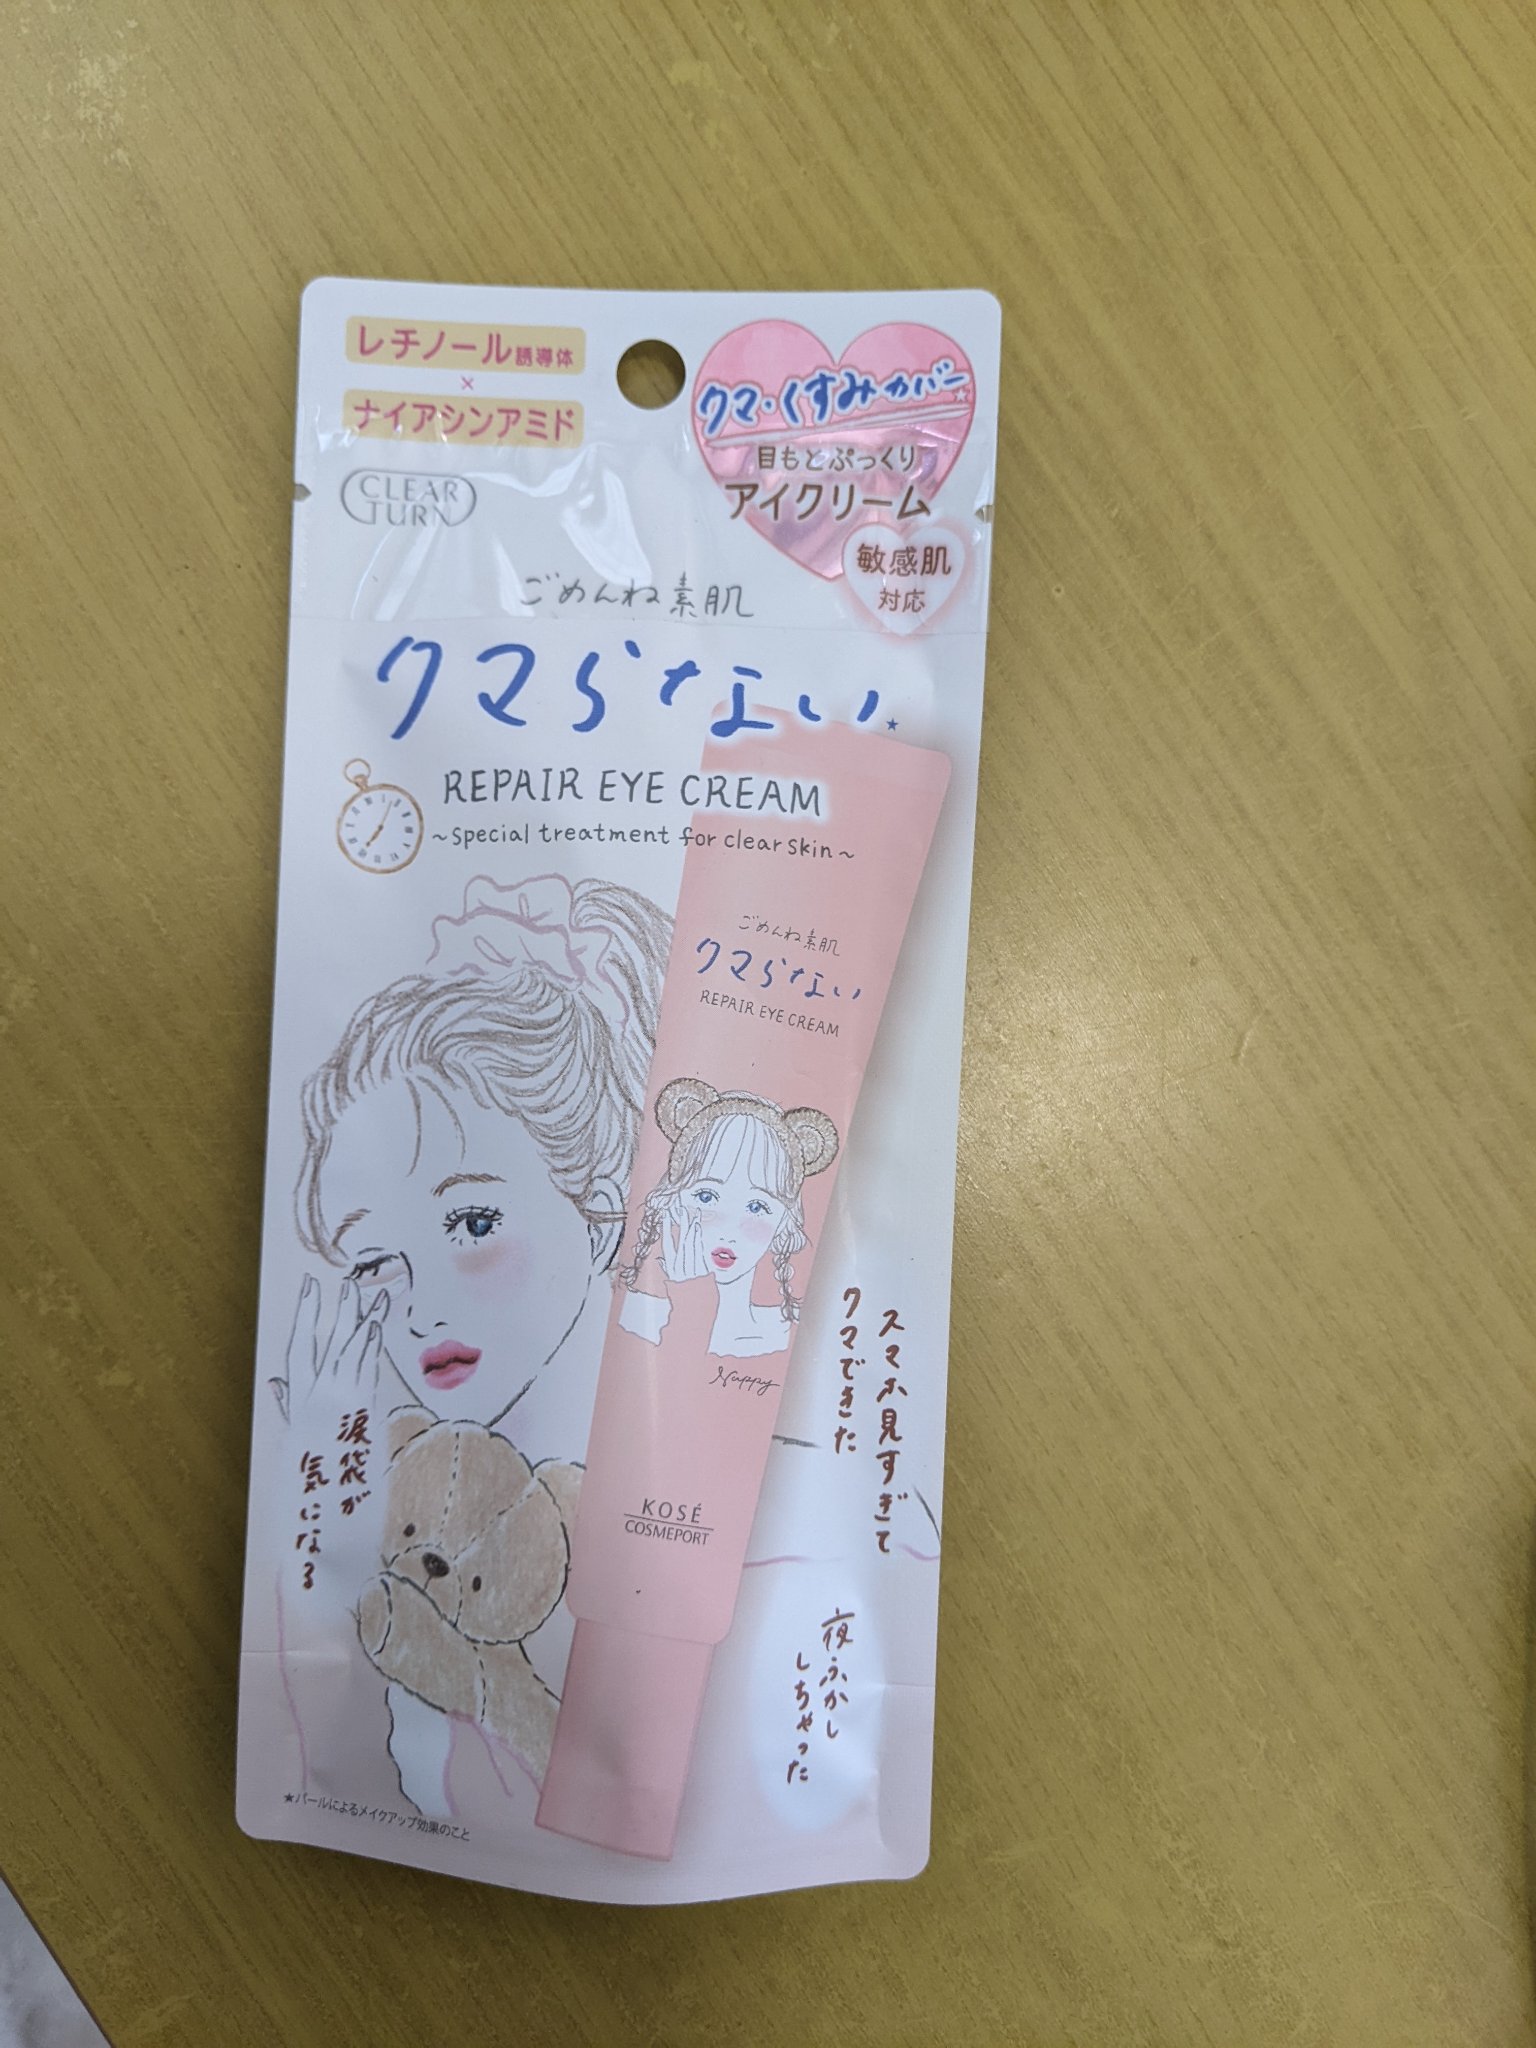 レチノール誘導体
×
ナイアシンアミド
CLEAR
TURN
クマ・くすみカバー★
目もとぷっくり
アイクリーム
敏感肌
対応
ごめんね素肌
クマらない★
REPAIR EYE CREAM
~special treatment for clear skin~
ごめんね素肌
クマらない
REPAIR EYE CREAM
Nuppy
KOSÉ
COSMEPORT
スマホ見すぎて
クマできた
涙袋が
気になる
夜ふかし
しちゃった
★パールによるメイクアップ効果のこと